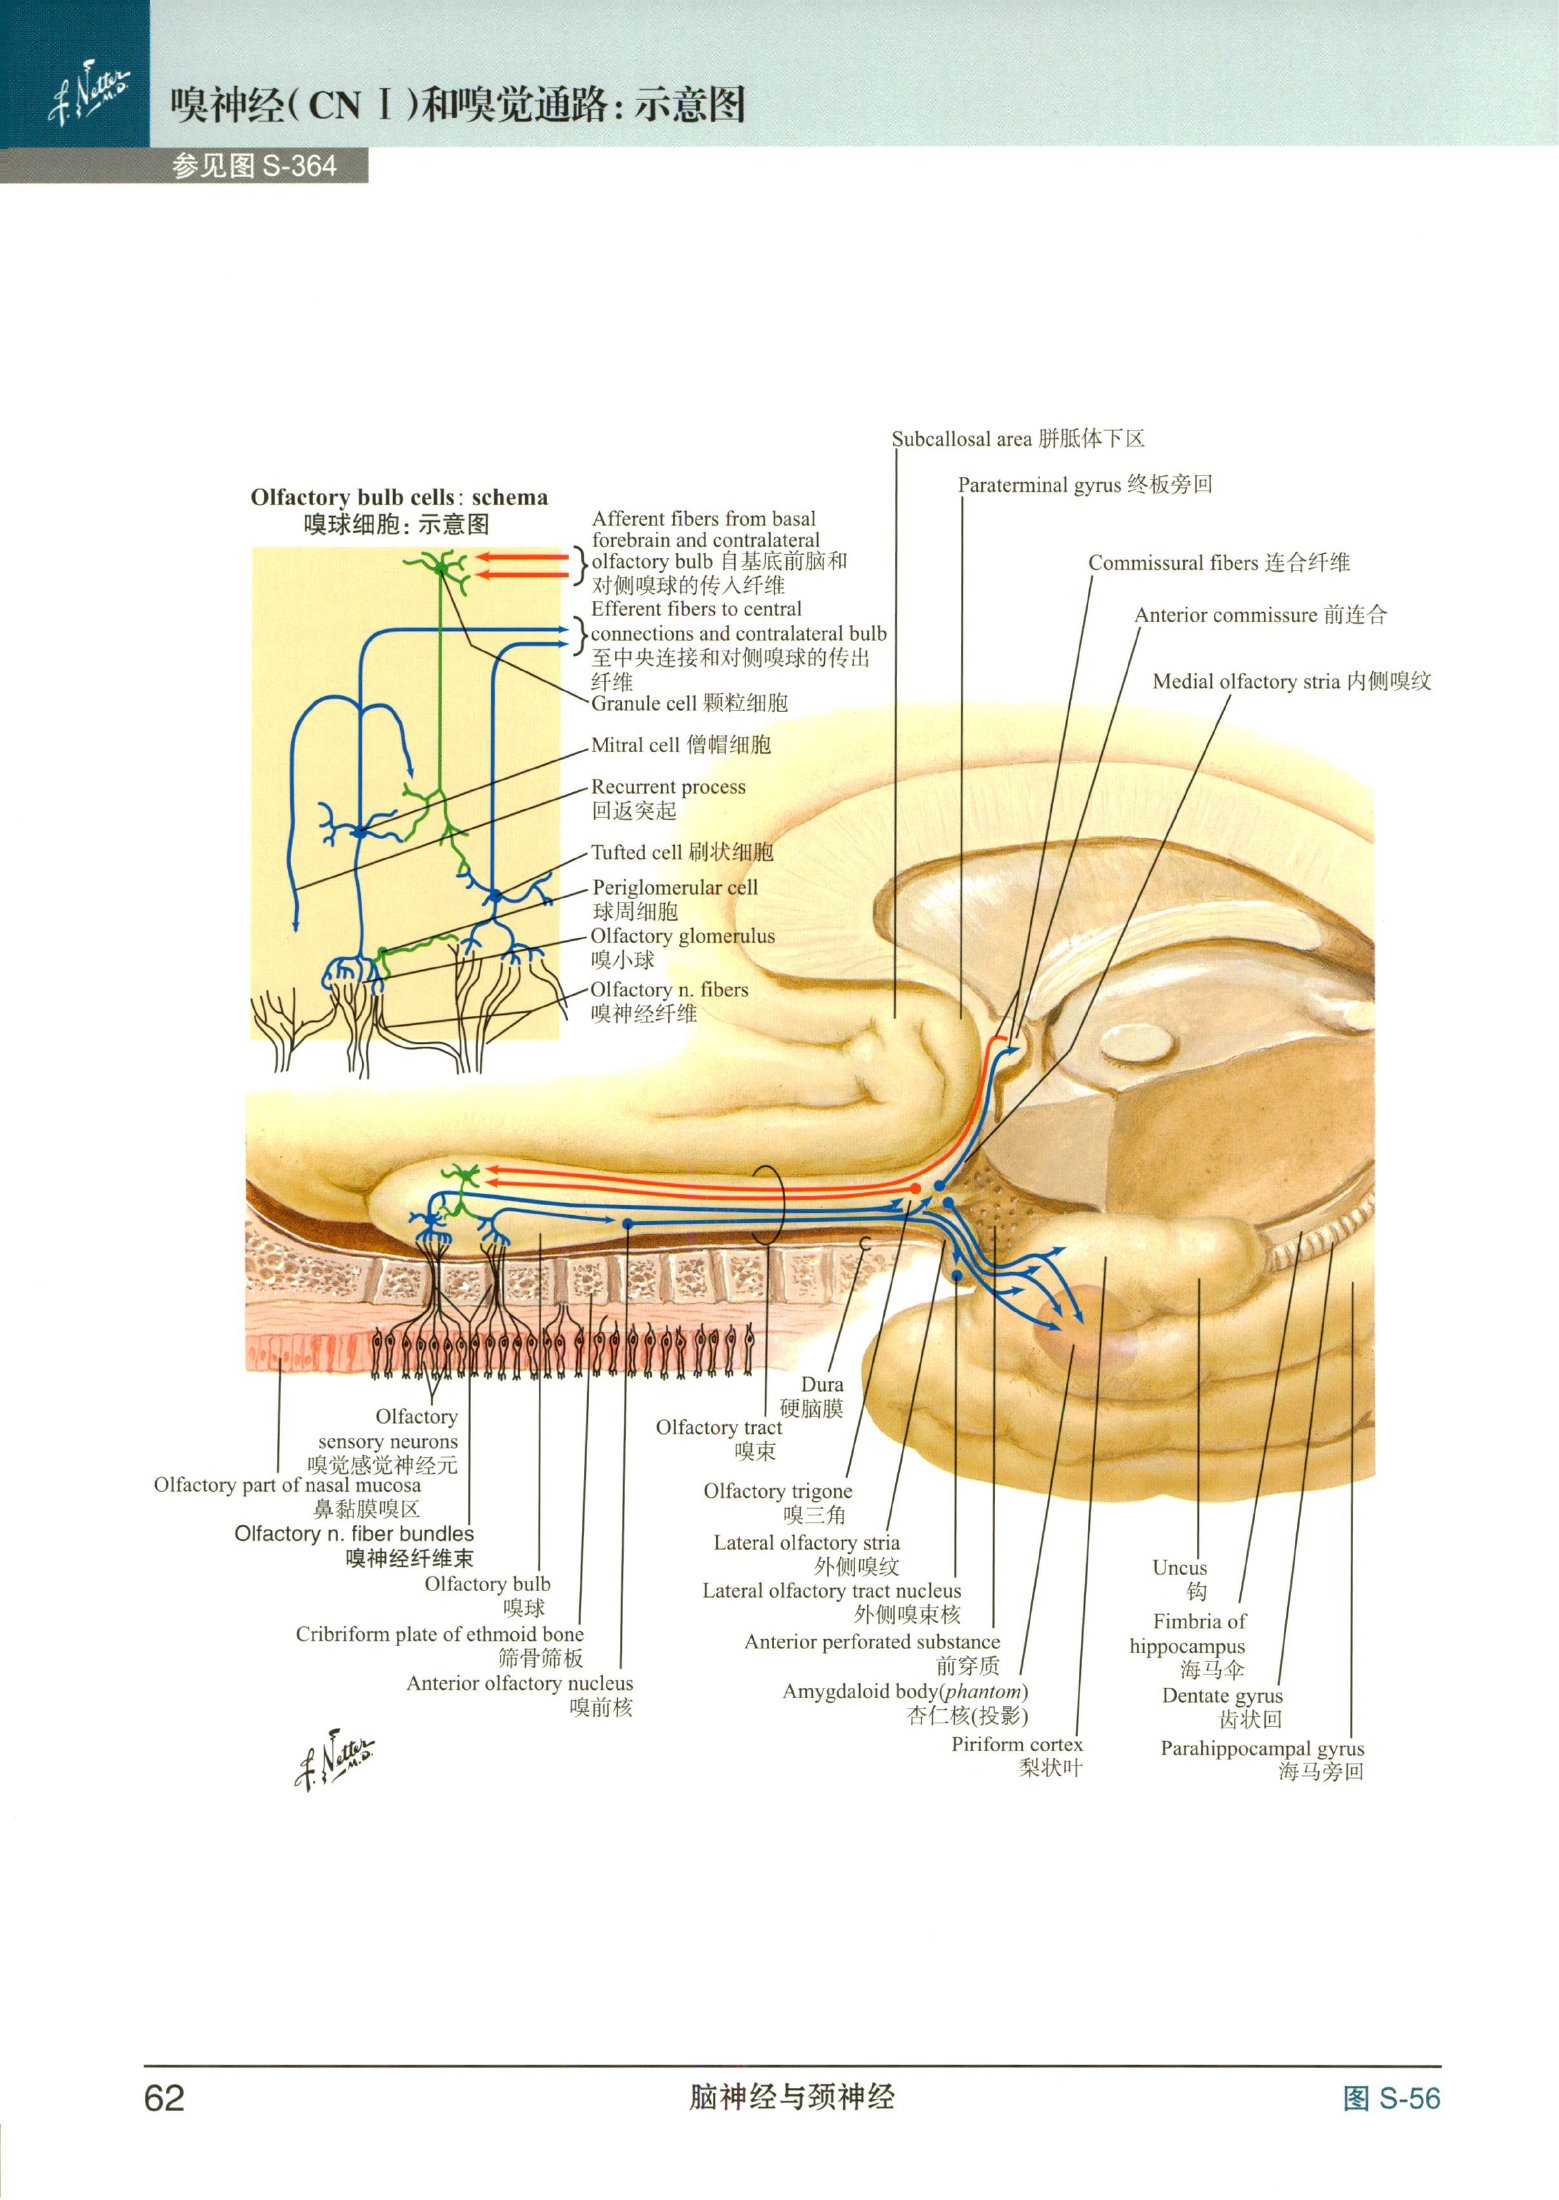 F. Netter M.D.
嗅神经(CN Ⅰ)和嗅觉通路:示意图
参见图 S-364
Subcallosal area 胼胝体下区
Paraterminal gyrus 终板旁回
Commissural fibers 连合纤维
Anterior commissure 前连合
Medial olfactory stria 内侧嗅纹
Olfactory bulb cells: schema
嗅球细胞:示意图
Afferent fibers from basal
forebrain and contralateral
olfactory bulb 自基底前脑和
对侧嗅球的传入纤维
Efferent fibers to central
connections and contralateral bulb
至中央连接和对侧嗅球的传出
纤维
Granule cell 颗粒细胞
Mitral cell 僧帽细胞
Recurrent process
回返突起
Tufted cell 刷状细胞
Periglomerular cell
球周细胞
Olfactory glomerulus
嗅小球
Olfactory n. fibers
嗅神经纤维
Olfactory
sensory neurons
嗅觉感觉神经元
Olfactory part of nasal mucosa
鼻黏膜嗅区
Olfactory n. fiber bundles
嗅神经纤维束
Olfactory bulb
嗅球
Cribriform plate of ethmoid bone
筛骨筛板
Anterior olfactory nucleus
嗅前核
Dura
硬脑膜
Olfactory tract
嗅束
Olfactory trigone
嗅三角
Lateral olfactory stria
外侧嗅纹
Lateral olfactory tract nucleus
外侧嗅束核
Anterior perforated substance
前穿质
Amygdaloid body(phantom)
杏仁核(投影)
Piriform cortex
梨状叶
Uncus
钩
Fimbria of
hippocampus
海马伞
Dentate gyrus
齿状回
Parahippocampal gyrus
海马旁回
F. Netter M.D.
62
脑神经与颈神经
图 S-56